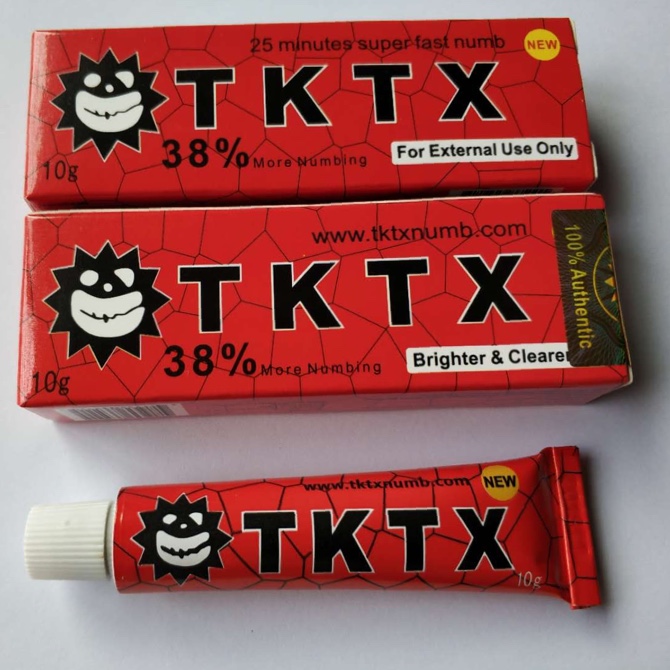 25 minutes super fast numb
NEW
TKTX
38% More Numbing
For External Use Only
10g
www.tktxnumb.com
TKTX
100% Authentic
38% More Numbing
Brighter & Clearer
10g
www.tktxnumb.com
NEW
TKTX
10g